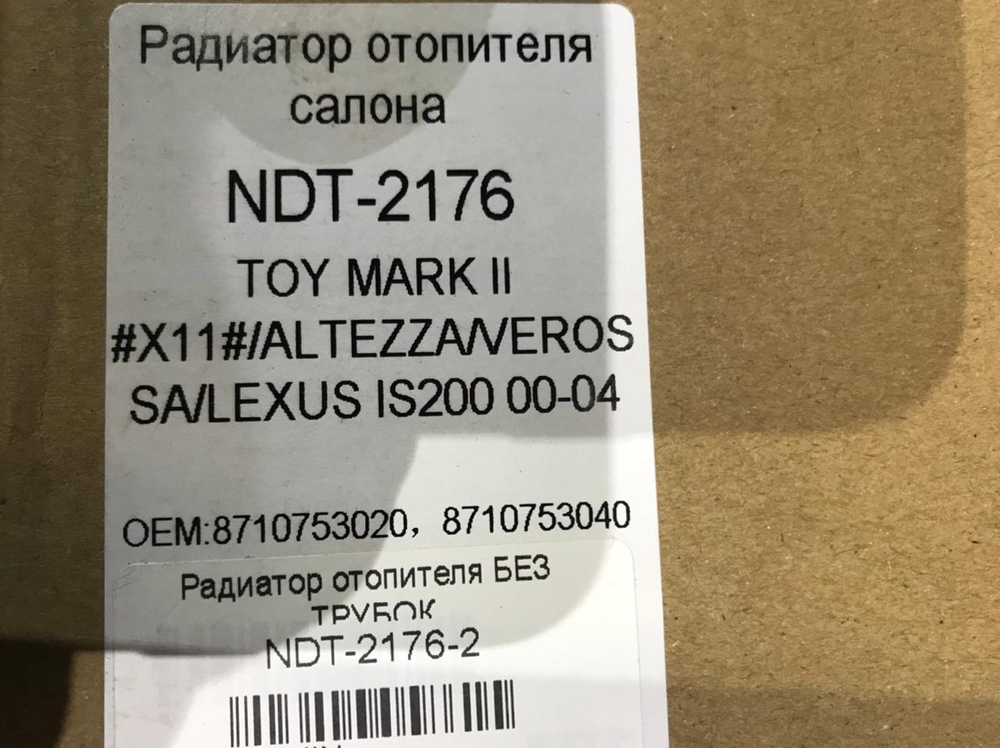 Радиатор отопителя
салона
NDT-2176
TOY MARK II
#X11#/ALTEZZA/VEROS
SA/LEXUS IS200 00-04
OEM:8710753020, 8710753040
Радиатор отопителя БЕЗ
ТРУБОК
NDT-2176-2